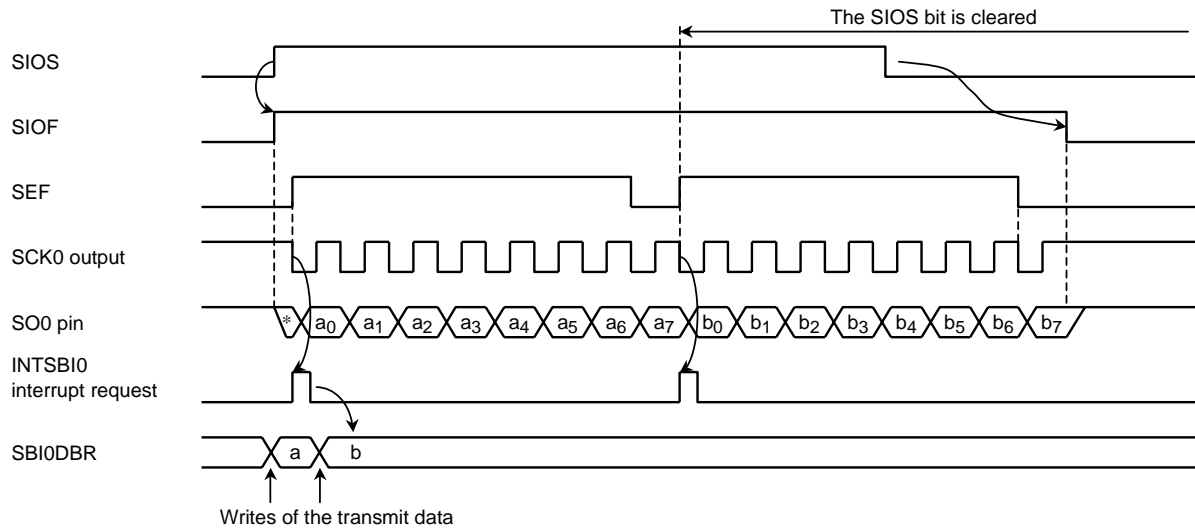 The SIOS bit is cleared
SIOS
SIOF
SEF
SCK0 output
SO0 pin
* a0 a1 a2 a3 a4 a5 a6 a7 b0 b1 b2 b3 b4 b5 b6 b7
INTSBI0
interrupt request
SBI0DBR
a b
Writes of the transmit data